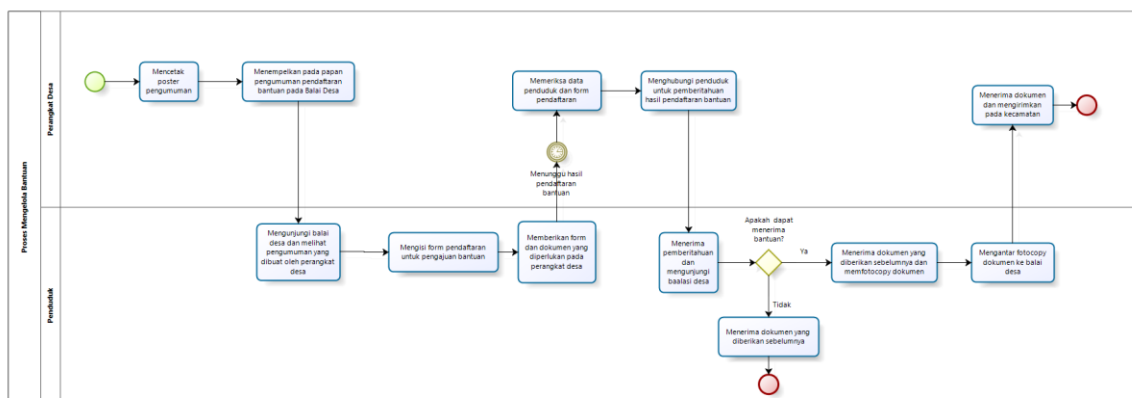 Proses Mengelola Bantuan
Perangkat Desa
Mencetak
poster
pengumuman
Menempelkan pada papan
pengumuman pendaftaran
bantuan pada Balai Desa
Memeriksa data
penduduk dan form
pendaftaran
Menghubungi penduduk
untuk pemberitahuan
hasil pendaftaran bantuan
Menerima dokumen
dan mengirimkan
pada kecamatan
Menunggu hasil
pendaftaran
bantuan
Penduduk
Mengunjungi balai
desa dan melihat
pengumuman yang
dibuat oleh perangkat
desa
Mengisi form pendaftaran
untuk pengajuan bantuan
Memberikan form
dan dokumen yang
diperlukan pada
perangkat desa
Menerima
pemberitahuan
dan
mengunjungi
baalasi desa
Apakah dapat
menerima
bantuan?
Ya
Menerima dokumen yang
diberikan sebelumnya dan
memfotocopy dokumen
Mengantar fotocopy
dokumen ke balai
desa
Tidak
Menerima dokumen yang
diberikan sebelumnya